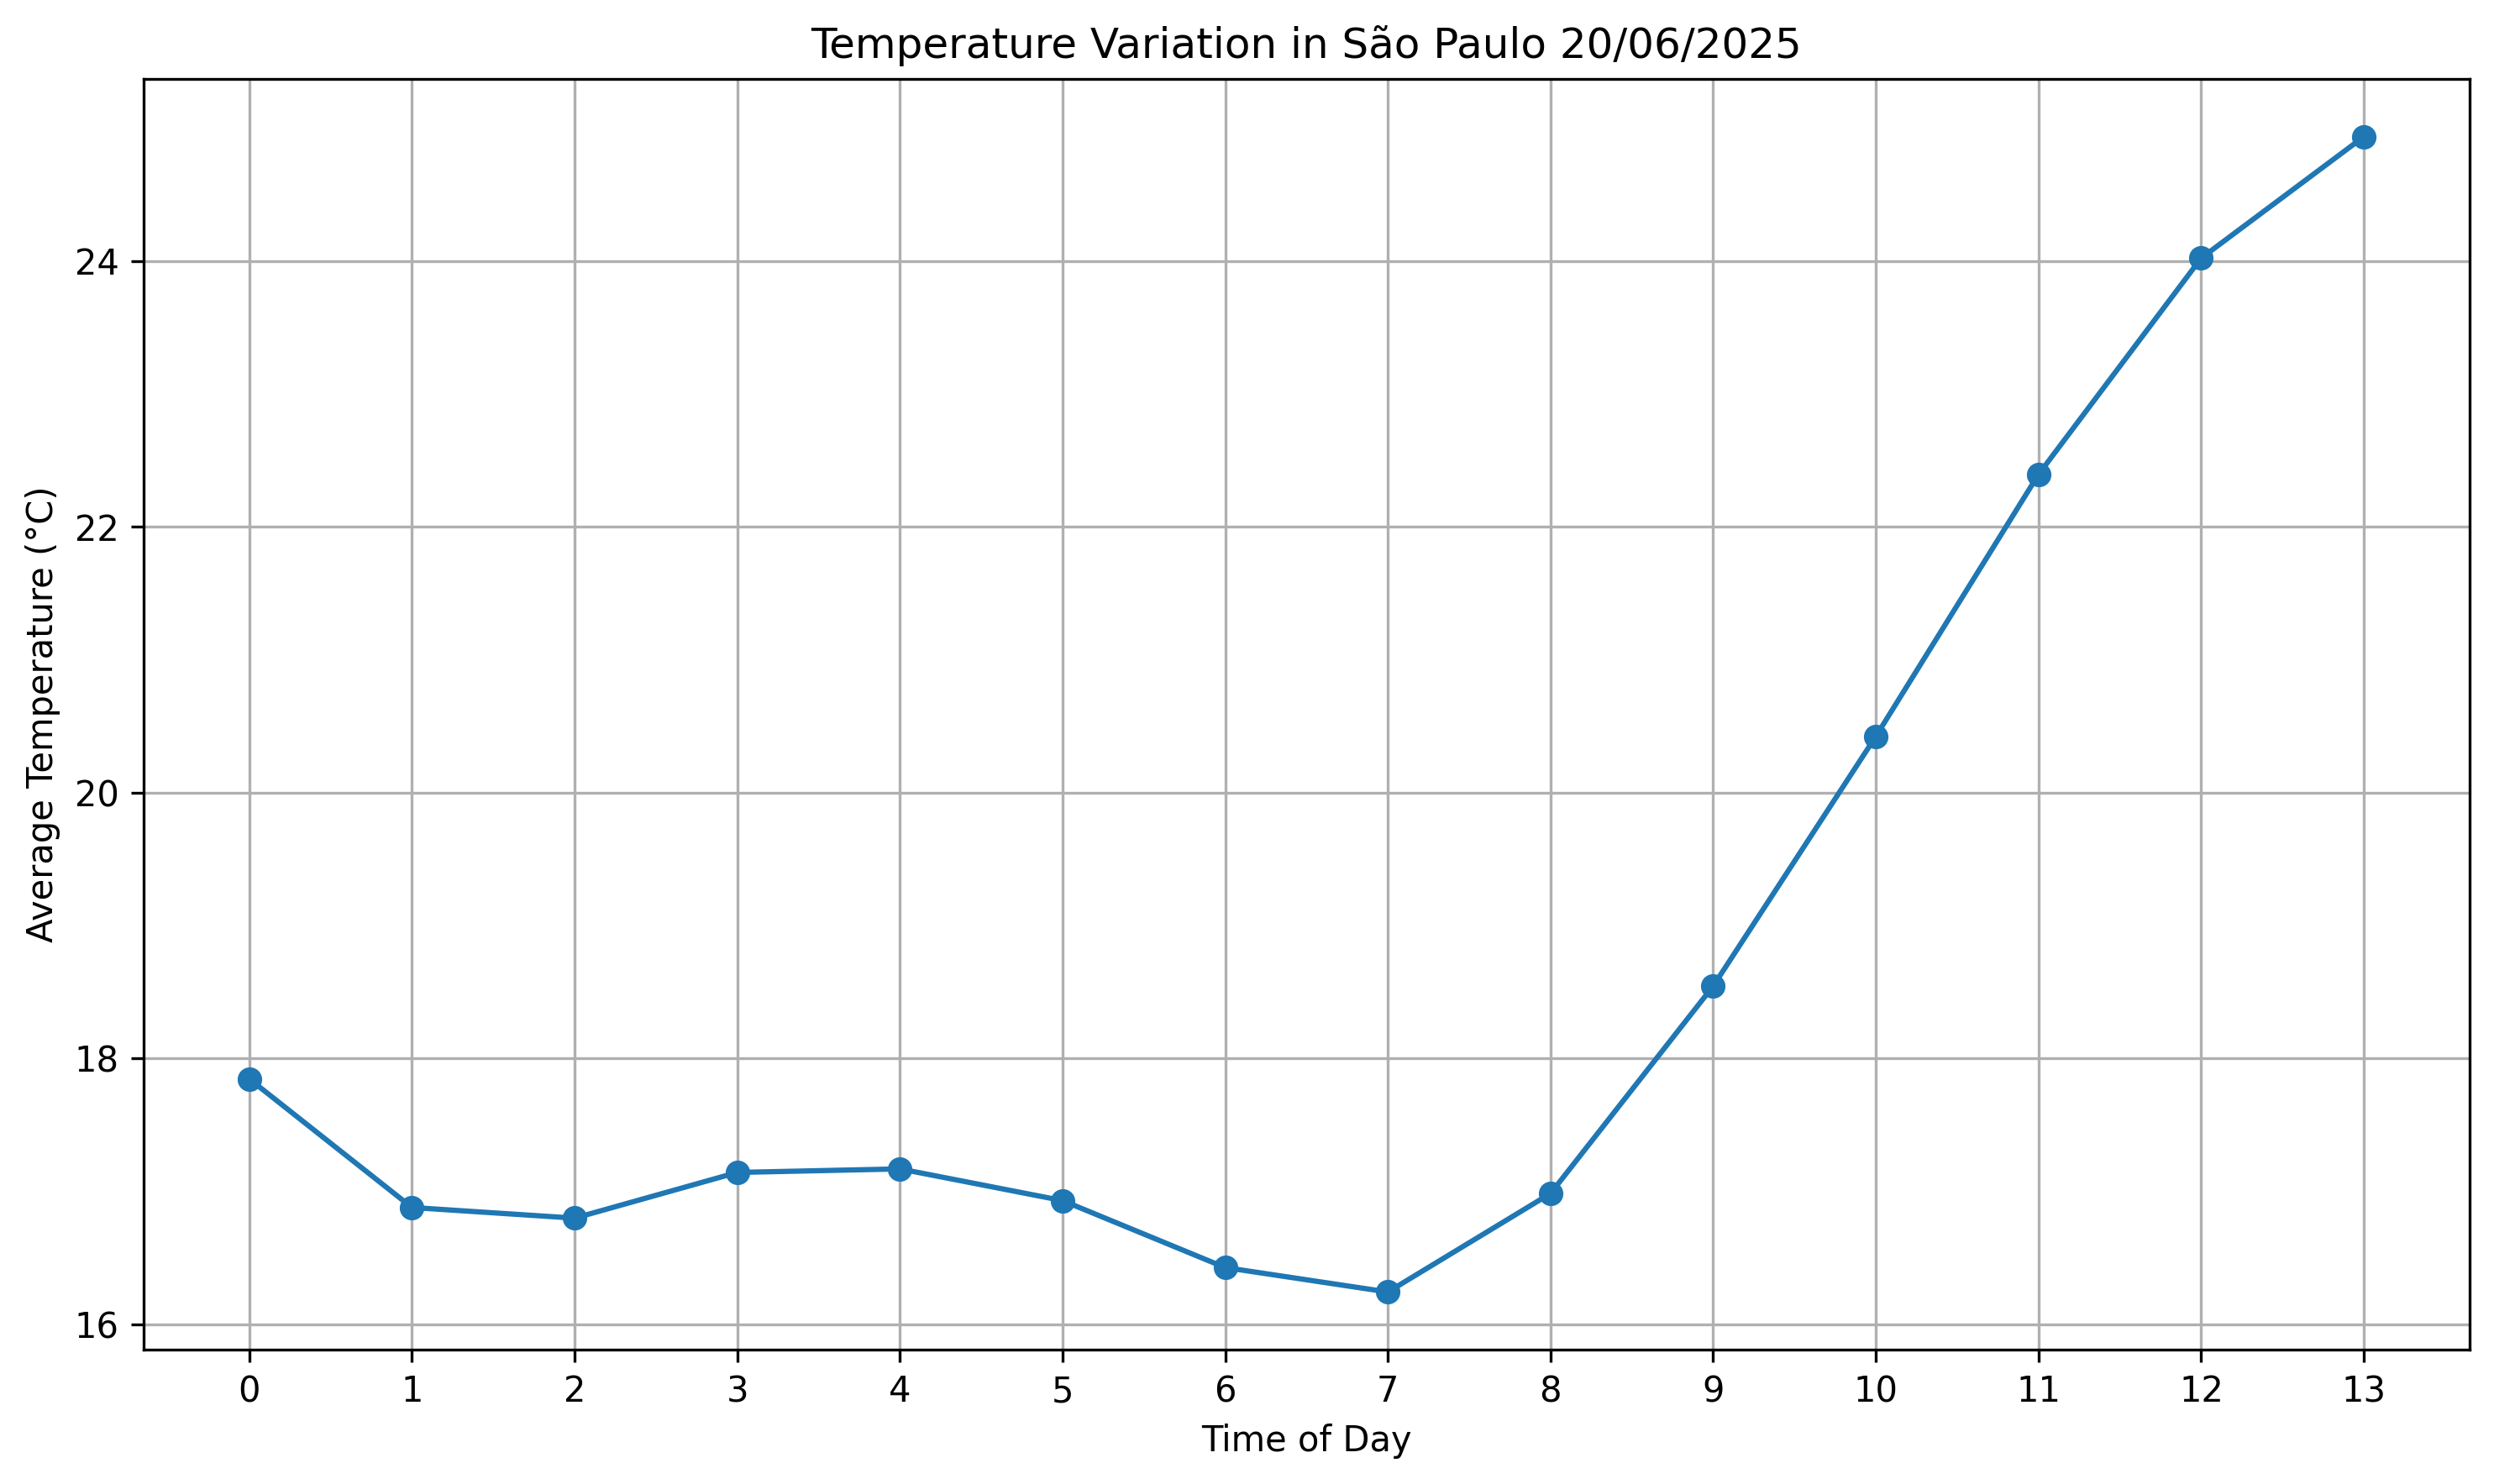 Temperature Variation in São Paulo 20/06/2025
Average Temperature (°C)
24
22
20
18
16
0 1 2 3 4 5 6 7 8 9 10 11 12 13
Time of Day